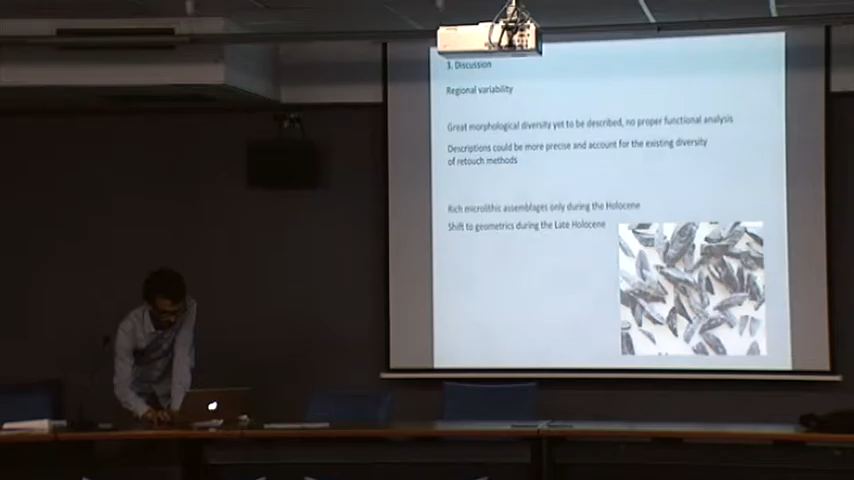 3. Discussion
Regional variability
Great morphological diversity yet to be described, no proper functional analysis
Descriptions could be more precise and account for the existing diversity
of retouch methods
Rich microlithic assemblages only during the Holocene
Shift to geometrics during the Late Holocene